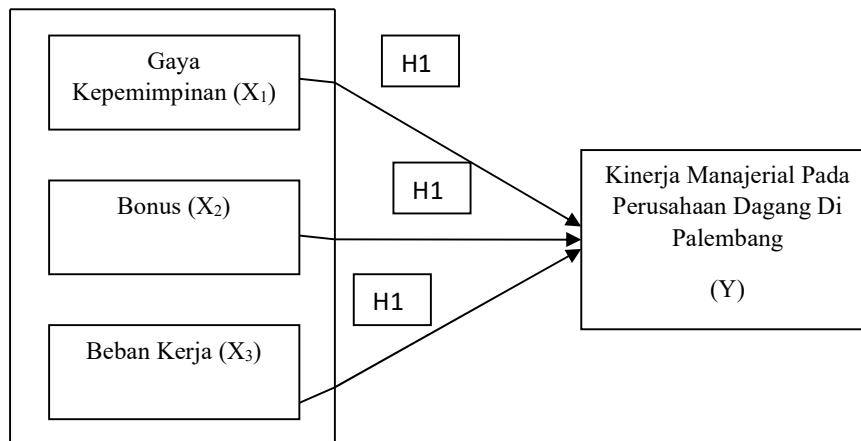 Gaya
Kepemimpinan (X₁)
H1
Bonus (X₂)
H1
Beban Kerja (X₃)
H1
Kinerja Manajerial Pada
Perusahaan Dagang Di
Palembang
(Y)